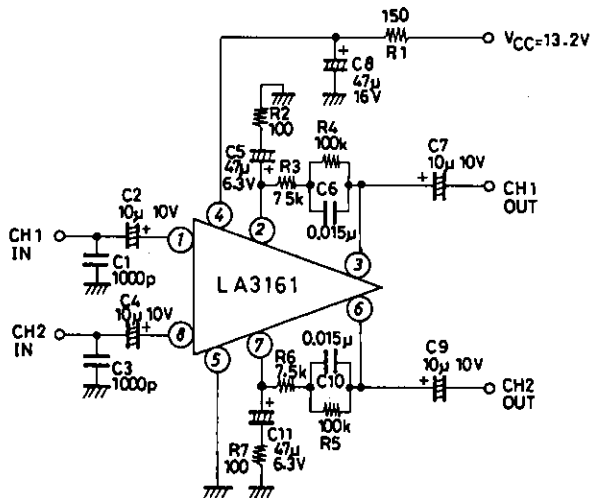 150
R1
VCC=13.2V
C8
47μ
16V
R2
100
C5
47μ
6.3V
R3
7.5k
R4
100k
C6
0.015μ
C7
10μ 10V
CH1
OUT
C2
10μ 10V
CH1
IN
C1
1000p
4
2
1
3
LA3161
C4
10μ 10V
CH2
IN
C3
1000p
8
5
7
6
0.015μ
C10
R6
7.5k
100k
R5
C9
10μ 10V
CH2
OUT
C11
47μ
6.3V
R7
100